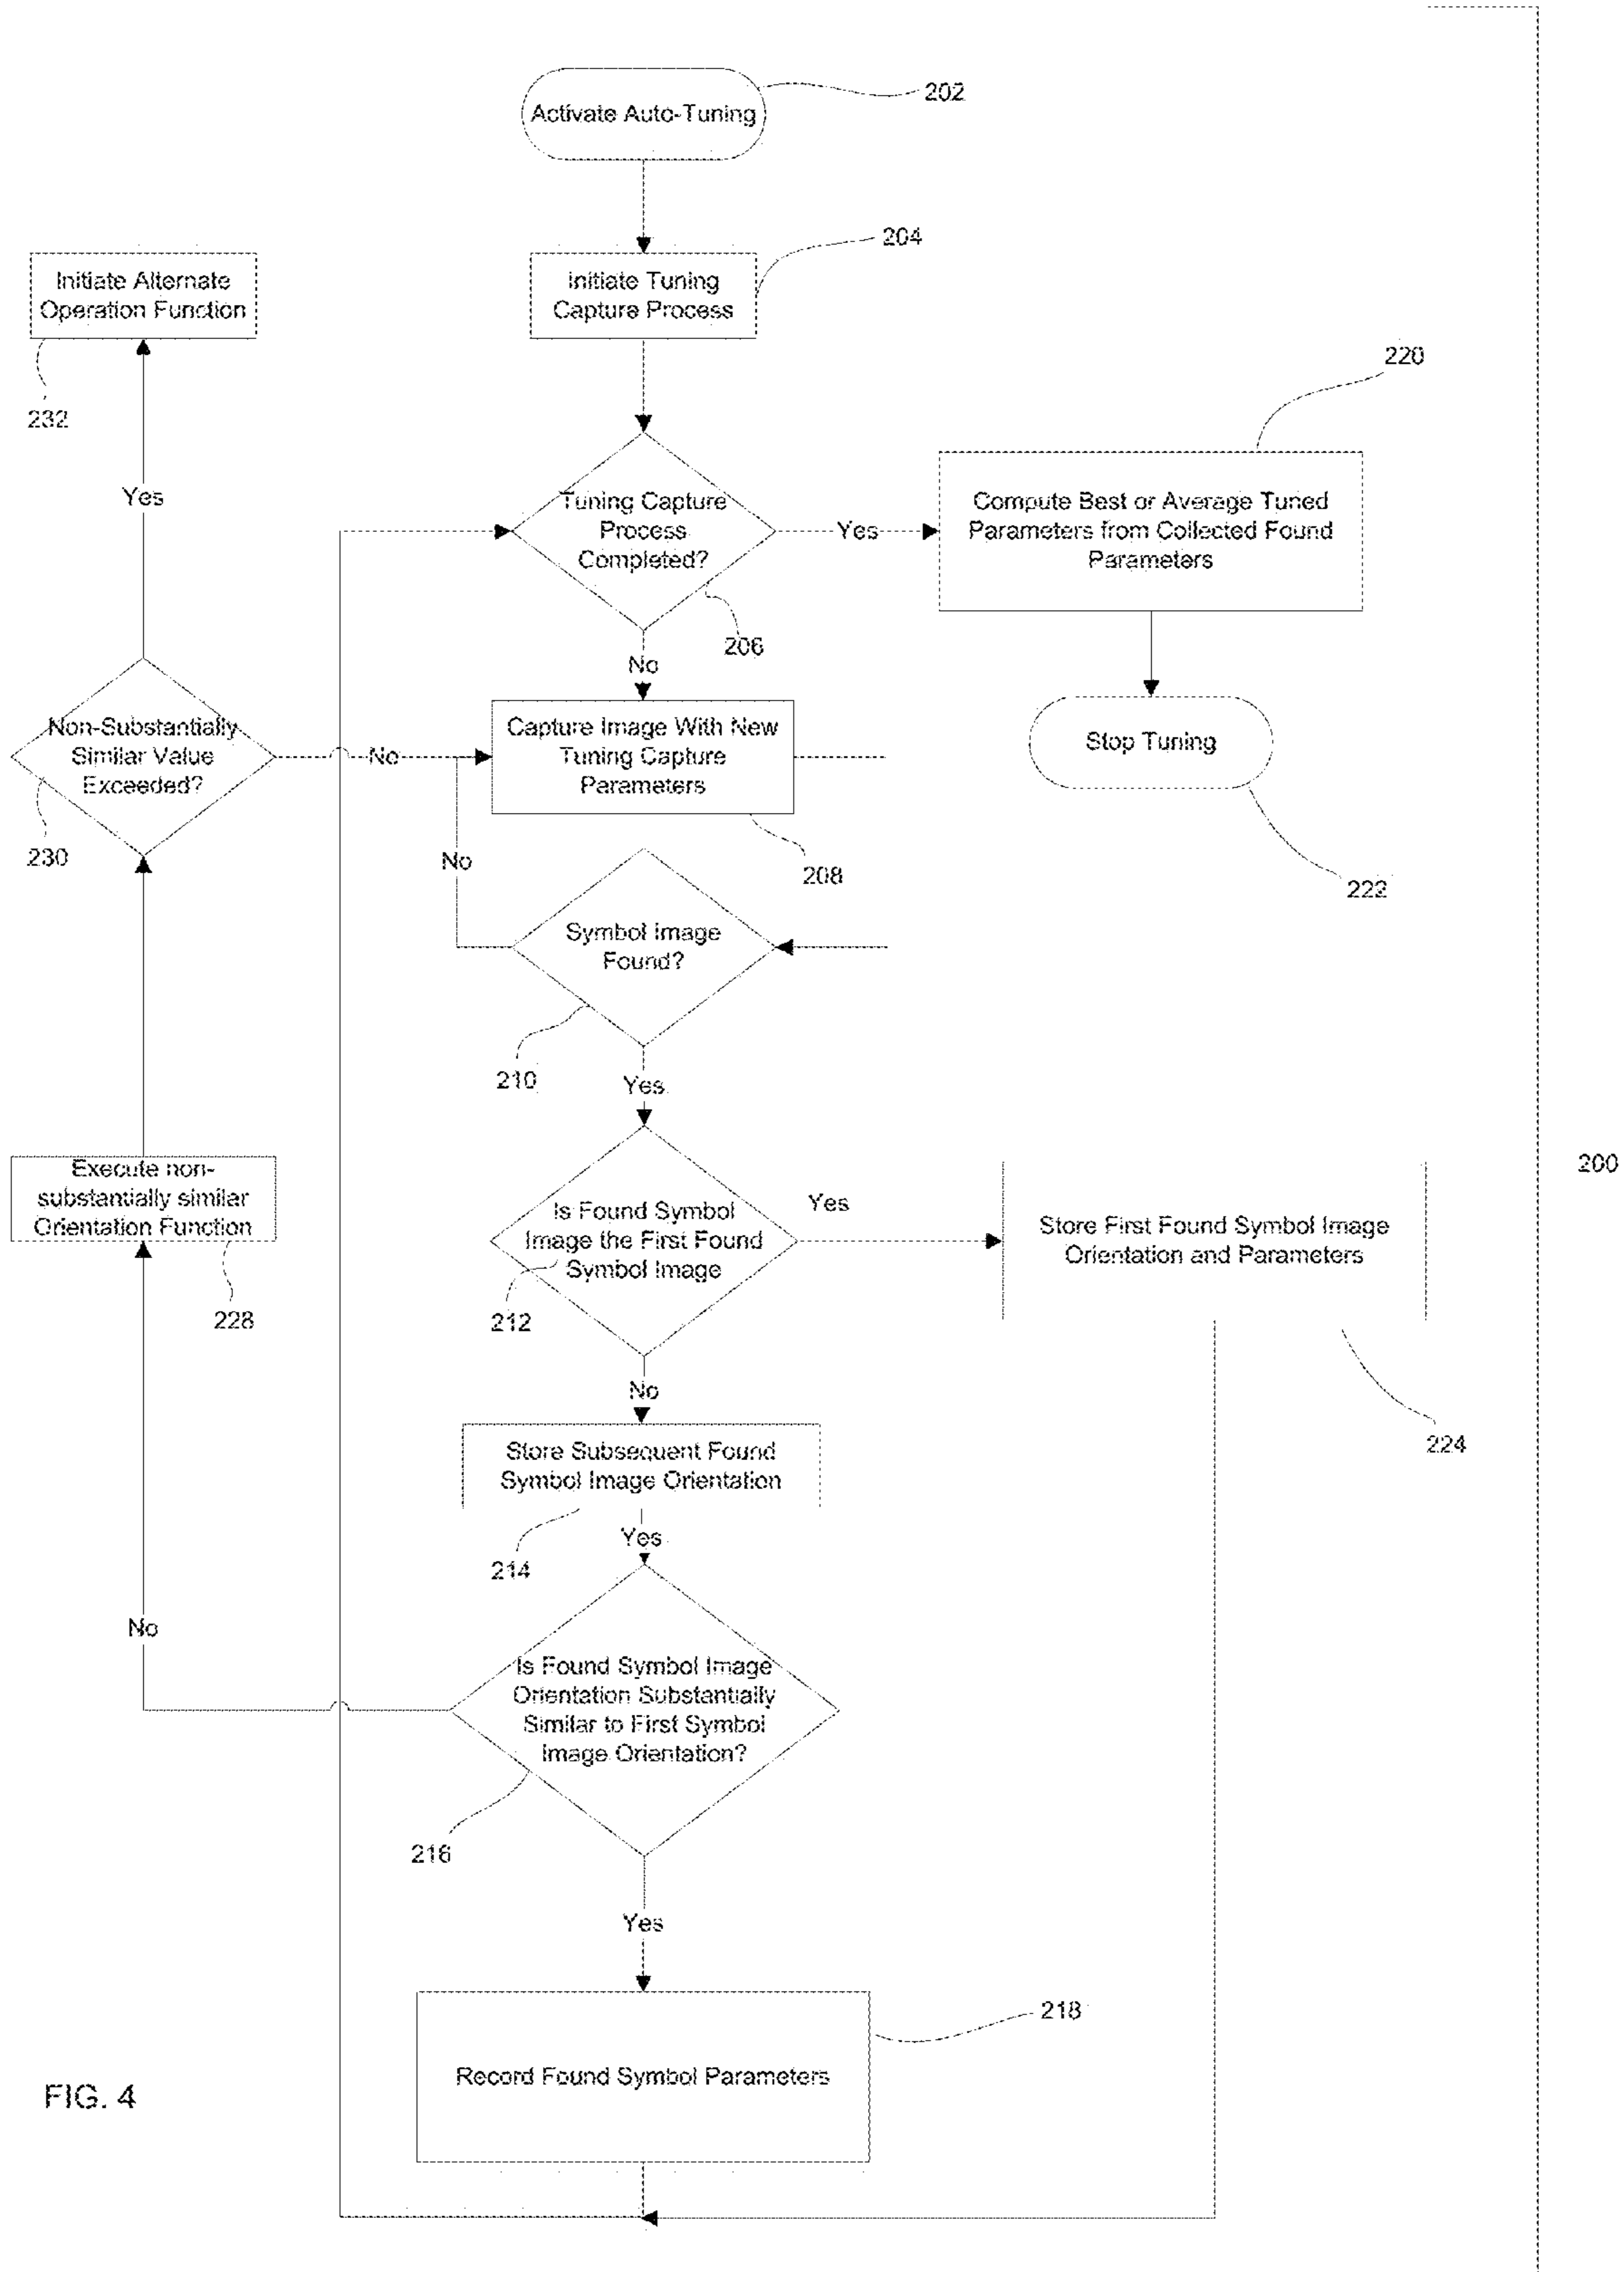 Activate Auto-Tuning
202
Initiate Tuning
Capture Process
204
Initiate Alternate
Operation Function
232
Yes
Tuning Capture
Process
Completed?
206
Yes
Compute Best or Average Tuned
Parameters from Collected Found
Parameters
220
No
Non-Substantially
Similar Value
Exceeded?
230
No
Capture Image With New
Tuning Capture
Parameters
208
Stop Tuning
222
No
Symbol Image
Found?
210
Yes
Execute non-
substantially similar
Orientation Function
228
Is Found Symbol
Image the First Found
Symbol Image
212
Yes
Store First Found Symbol Image
Orientation and Parameters
224
200
No
Store Subsequent Found
Symbol Image Orientation
214
Yes
No
Is Found Symbol Image
Orientation Substantially
Similar to First Symbol
Image Orientation?
216
Yes
Record Found Symbol Parameters
218
FIG. 4